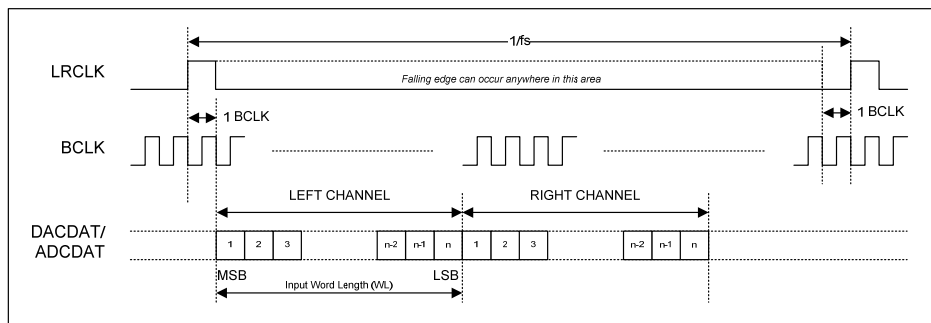 1/fs
LRCLK
Falling edge can occur anywhere in this area
1 BCLK
1 BCLK
BCLK
LEFT CHANNEL
RIGHT CHANNEL
DACDAT/
ADCDAT
1 2 3 n-2 n-1 n 1 2 3 n-2 n-1 n
MSB LSB
Input Word Length (WL)